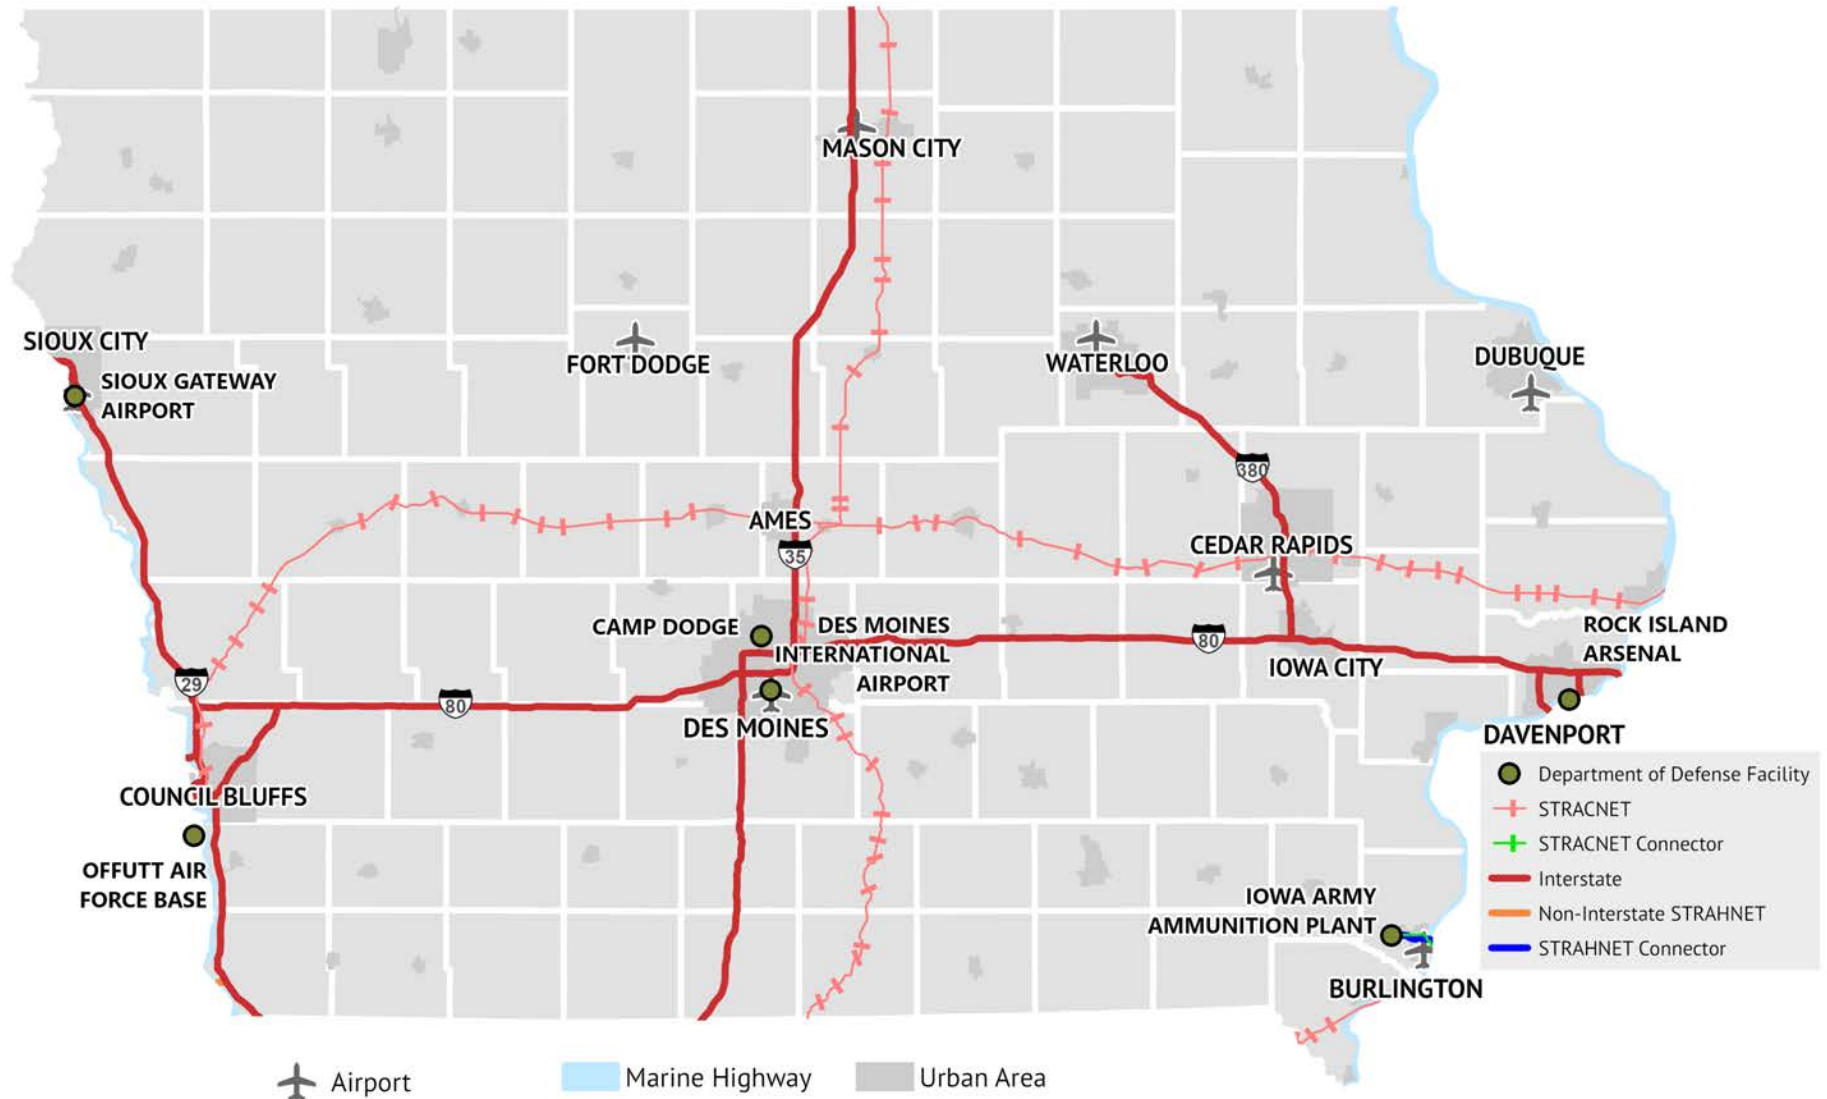 MASON CITY
SIOUX CITY
SIOUX GATEWAY
AIRPORT
FORT DODGE
WATERLOO
DUBUQUE
380
AMES
35
CEDAR RAPIDS
CAMP DODGE
DES MOINES
INTERNATIONAL
AIRPORT
80
IOWA CITY
ROCK ISLAND
ARSENAL
29
80
DES MOINES
DAVENPORT
COUNCIL BLUFFS
OFFUTT AIR
FORCE BASE
IOWA ARMY
AMMUNITION PLANT
BURLINGTON
Department of Defense Facility
STRACNET
STRACNET Connector
Interstate
Non-Interstate STRAHNET
STRAHNET Connector
Airport
Marine Highway
Urban Area